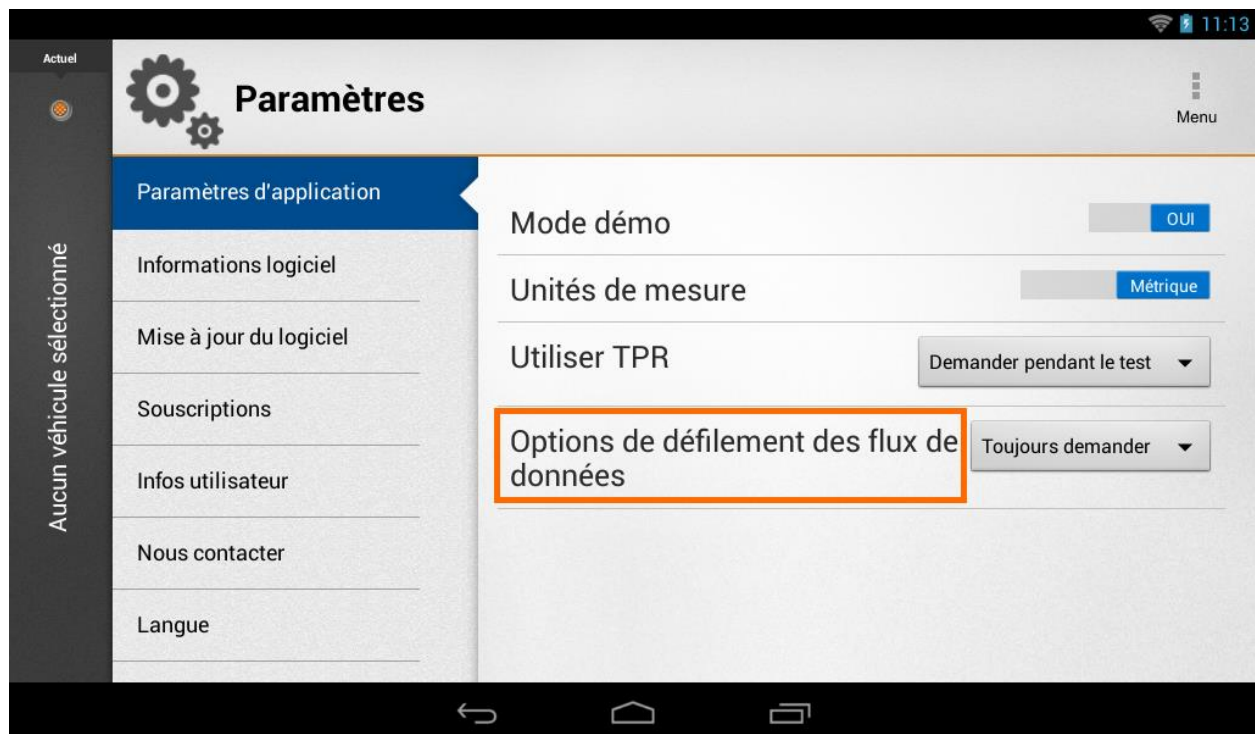 11:13
Actuel
Paramètres
Menu
Aucun véhicule sélectionné
Paramètres d'application
Informations logiciel
Mise à jour du logiciel
Souscriptions
Infos utilisateur
Nous contacter
Langue
Mode démo
OUI
Unités de mesure
Métrique
Utiliser TPR
Demander pendant le test
Options de défilement des flux de
données
Toujours demander